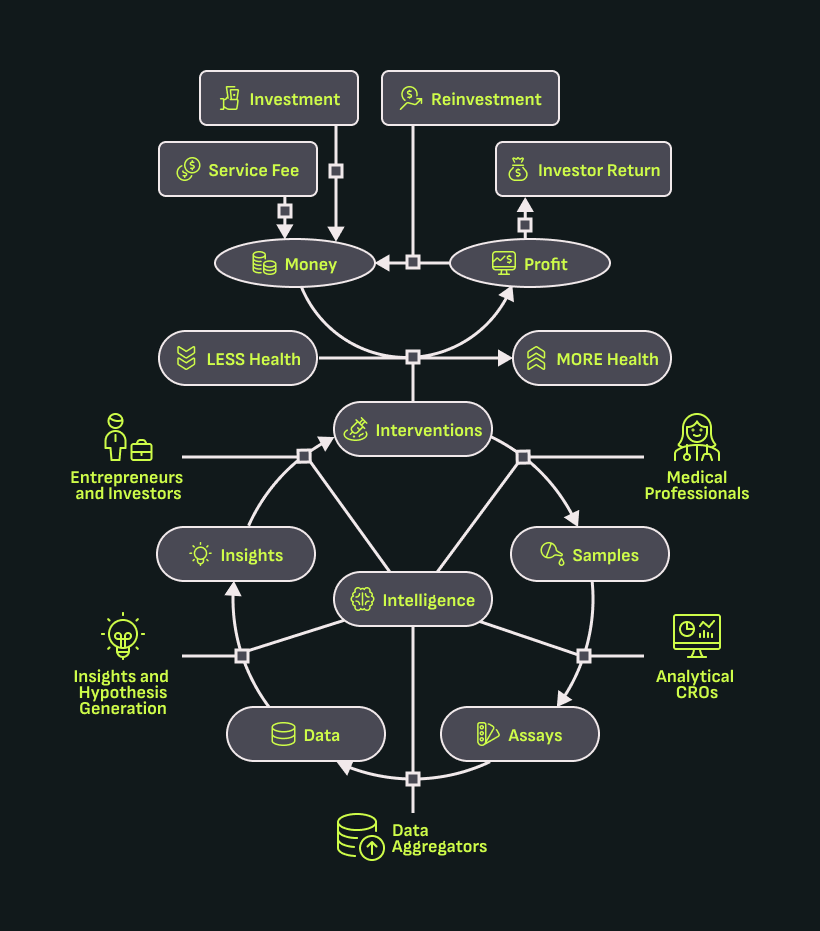 Investment
Reinvestment
Service Fee
Investor Return
Money
Profit
LESS Health
MORE Health
Interventions
Entrepreneurs
and Investors
Medical
Professionals
Insights
Samples
Intelligence
Insights and
Hypothesis
Generation
Analytical
CROs
Data
Assays
Data
Aggregators